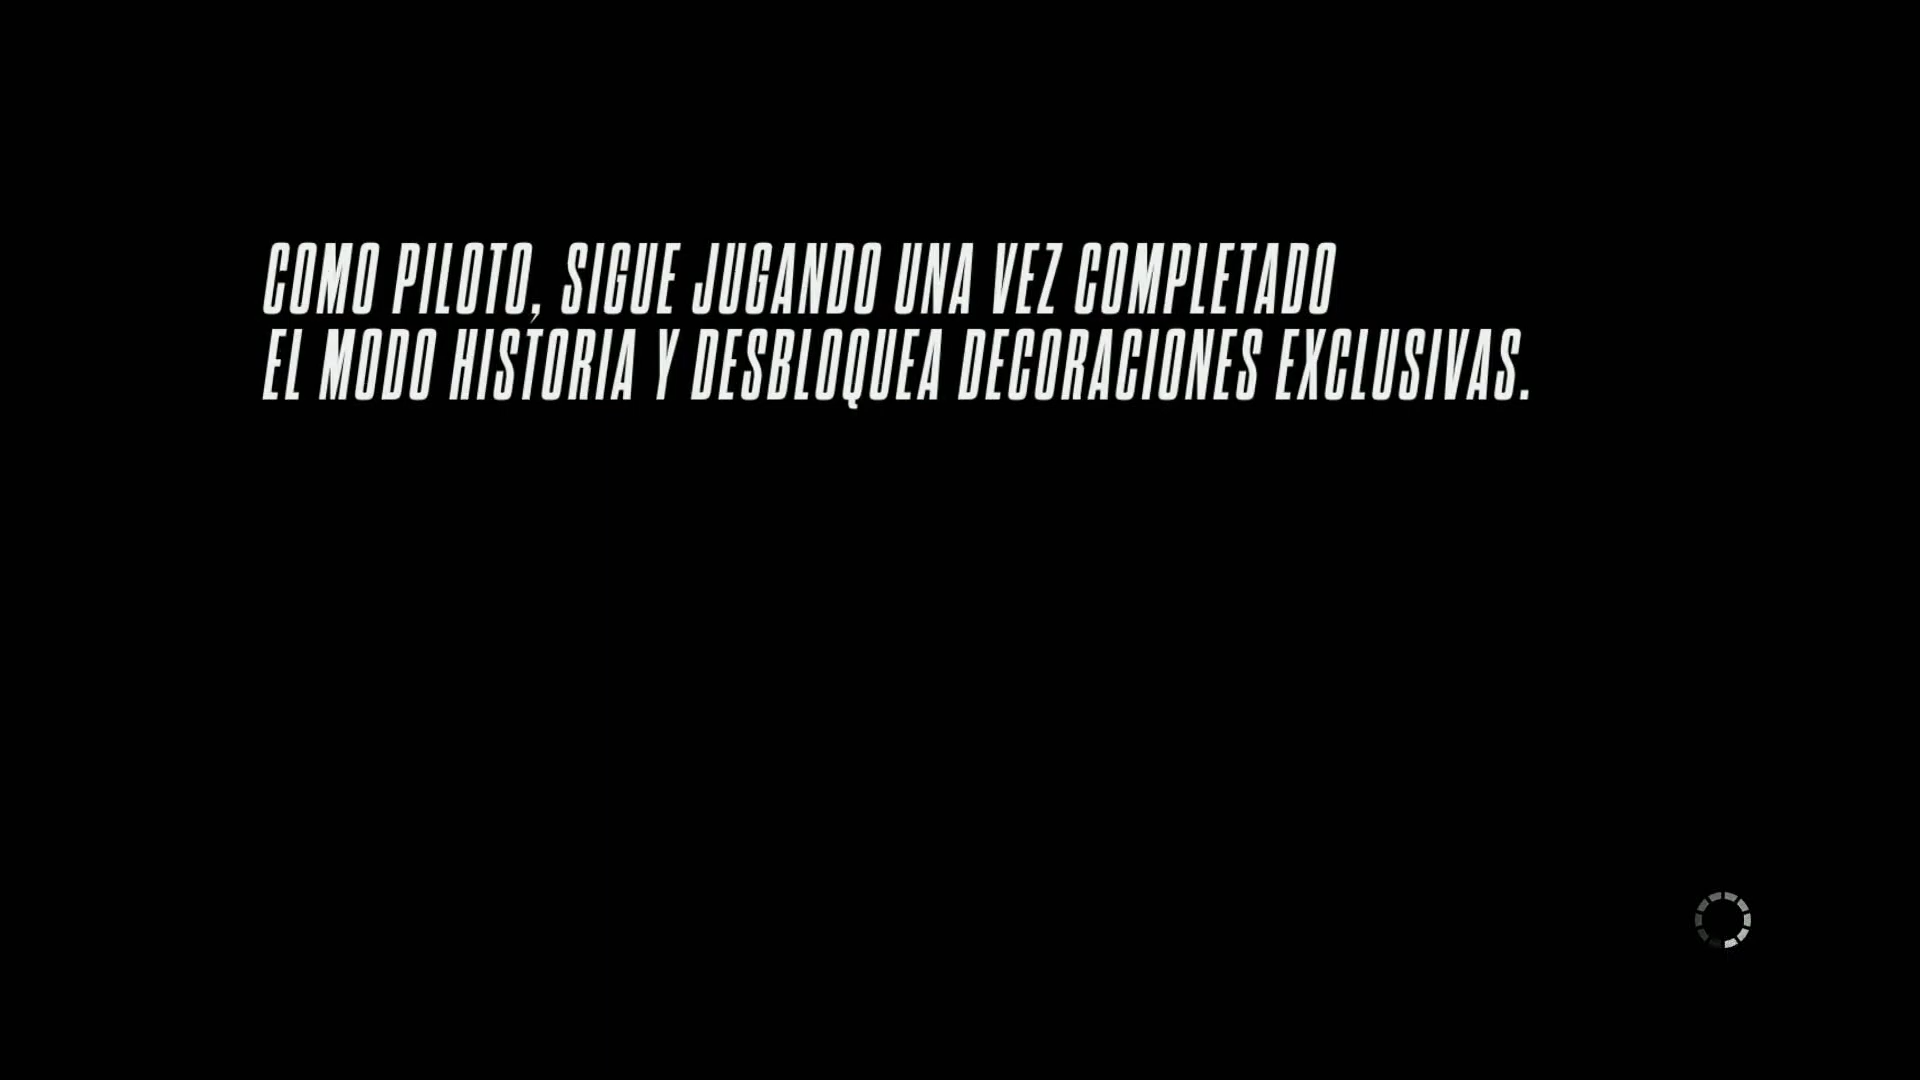 COMO PILOTO, SIGUE JUGANDO UNA VEZ COMPLETADO
EL MODO HISTORIA Y DESBLOQUEA DECORACIONES EXCLUSIVAS.